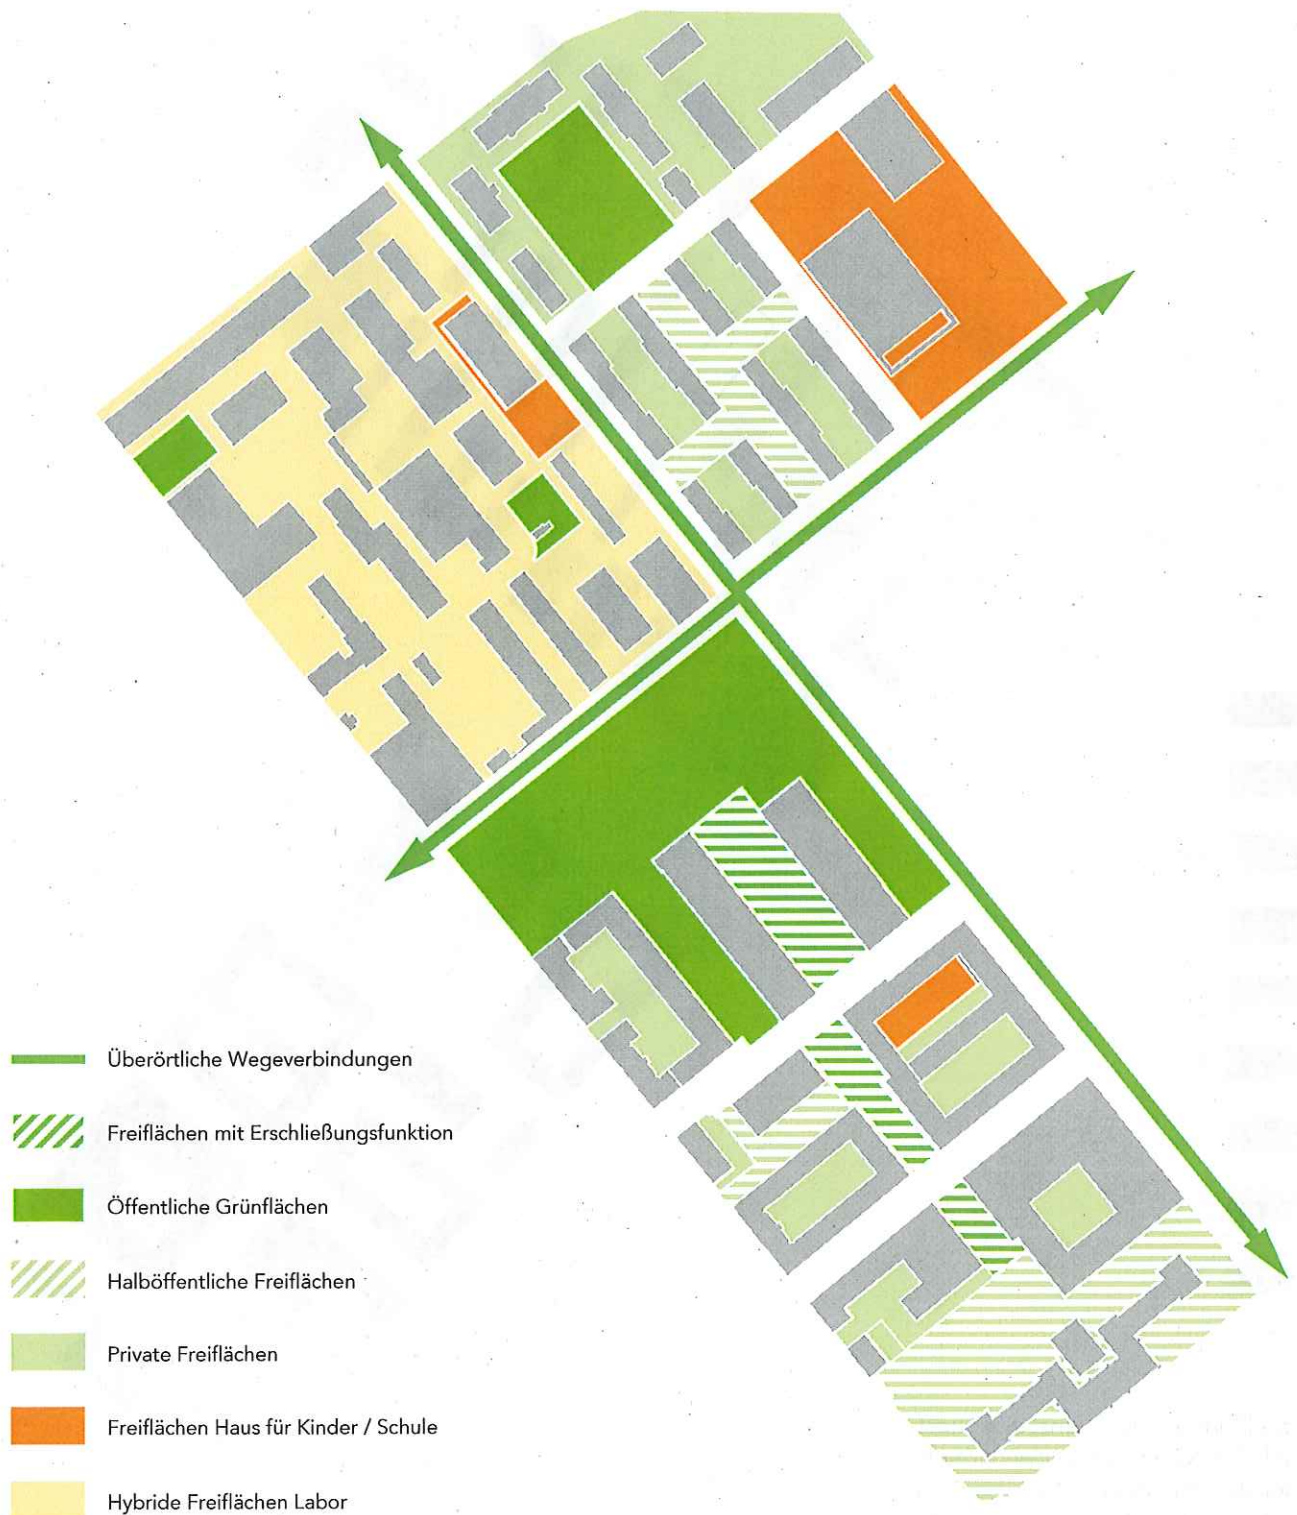 Überörtliche Wegeverbindungen
Freiflächen mit Erschließungsfunktion
Öffentliche Grünflächen
Halböffentliche Freiflächen
Private Freiflächen
Freiflächen Haus für Kinder / Schule
Hybride Freiflächen Labor